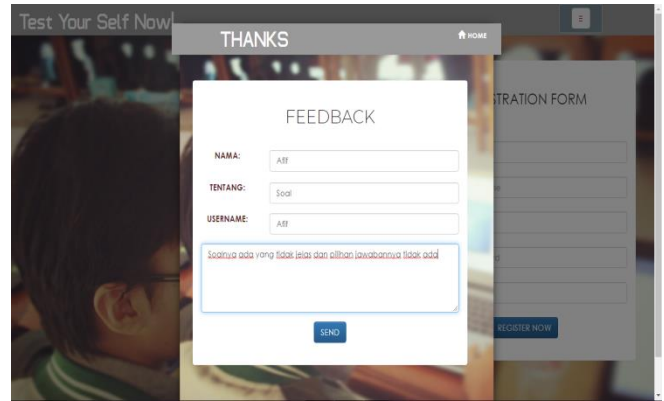 Test Your Self Now!
THANKS
HOME
FEEDBACK
NAMA:
Afif
TENTANG:
Soal
USERNAME:
Afif
Soalnya ada yang tidak jelas dan pilihan jawabannya tidak ada
SEND
STRATION FORM
REGISTER NOW